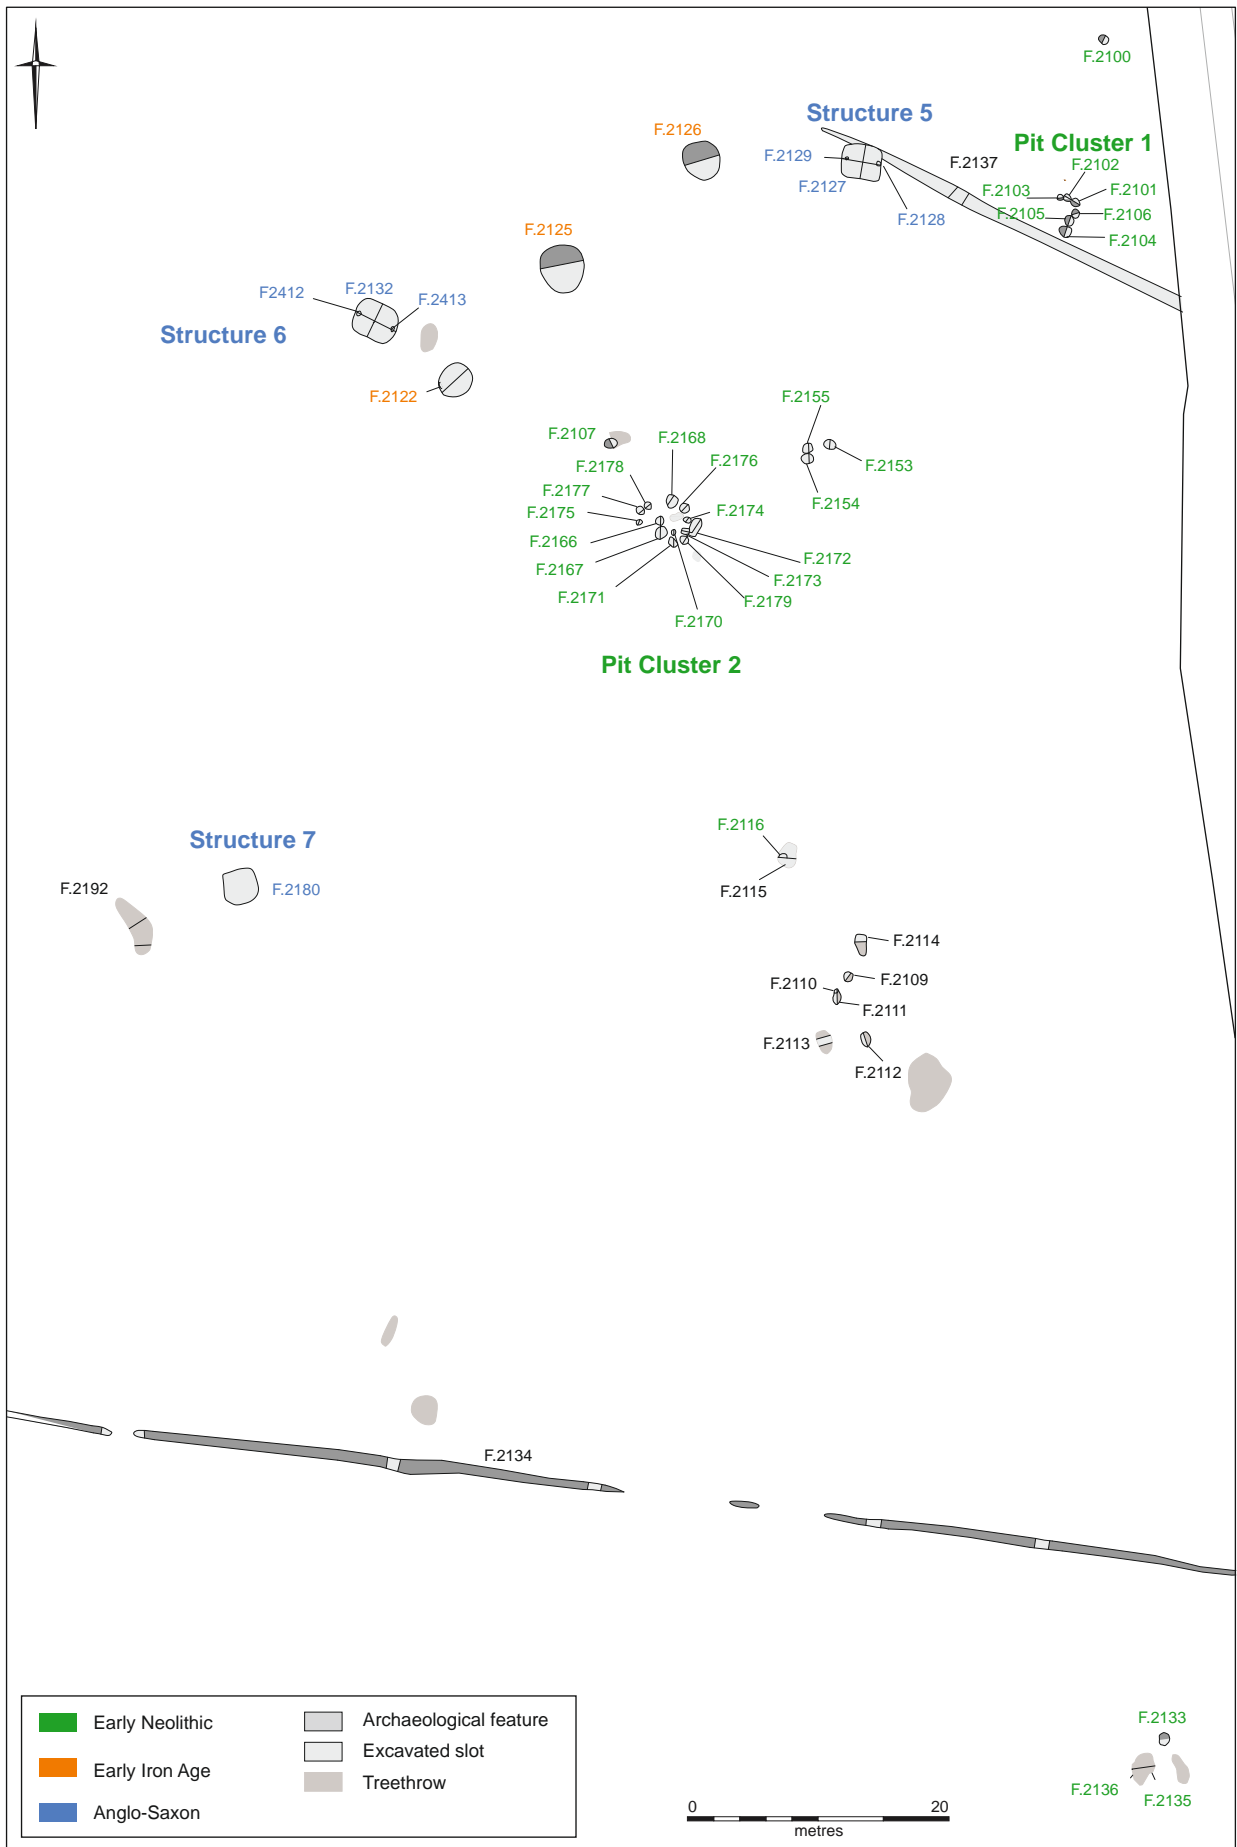 F.2100
Structure 5
F.2126
Pit Cluster 1
F.2129
F.2137
F.2102
F.2127
F.2103
F.2101
F.2128
F.2105
F.2106
F.2104
F.2125
F2412
F.2132
F.2413
Structure 6
F.2122
F.2155
F.2107
F.2168
F.2178
F.2176
F.2153
F.2177
F.2154
F.2175
F.2174
F.2166
F.2172
F.2167
F.2173
F.2171
F.2179
F.2170
Pit Cluster 2
F.2116
Structure 7
F.2192
F.2180
F.2115
F.2114
F.2110
F.2109
F.2111
F.2113
F.2112
F.2134
F.2133
F.2136
F.2135
Early Neolithic
Early Iron Age
Anglo-Saxon
Archaeological feature
Excavated slot
Treethrow
0 20
metres